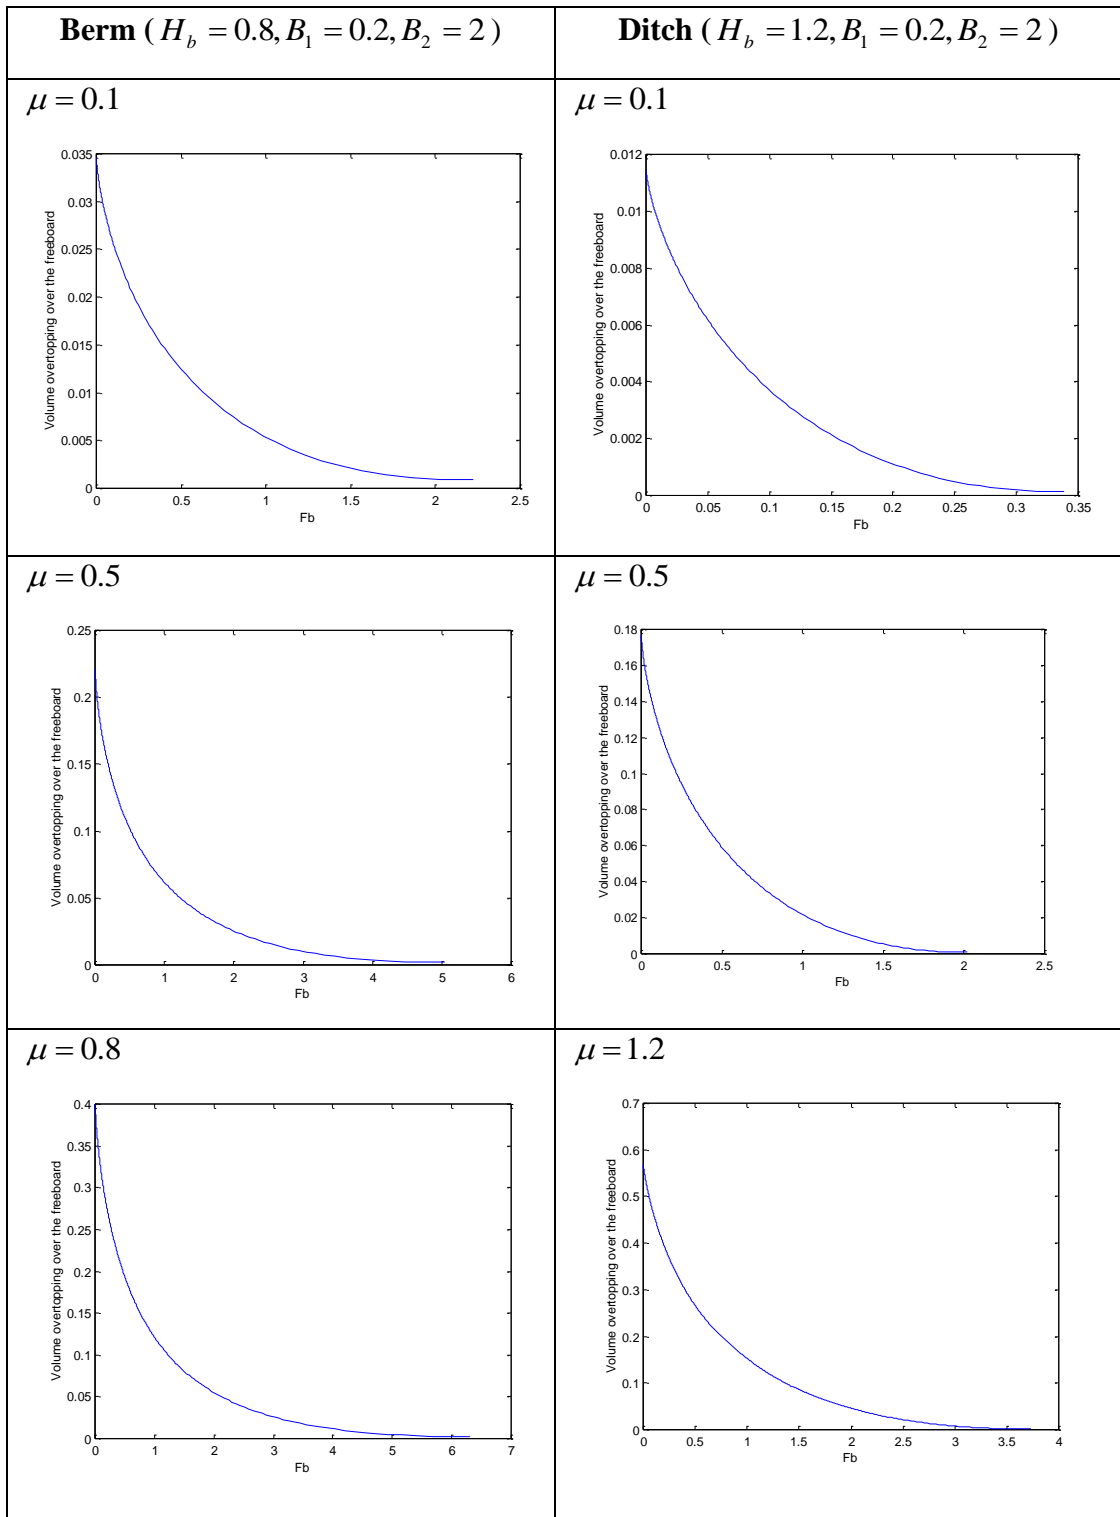 Berm ( H_b = 0.8, B_1 = 0.2, B_2 = 2 )
Ditch ( H_b = 1.2, B_1 = 0.2, B_2 = 2 )
μ = 0.1
0.035
0.03
0.025
0.02
0.015
0.01
0.005
0
0 0.5 1 1.5 2 2.5
Fb
Volume overtopping over the freeboard
μ = 0.1
0.012
0.01
0.008
0.006
0.004
0.002
0
0 0.05 0.1 0.15 0.2 0.25 0.3 0.35
Fb
Volume overtopping over the freeboard
μ = 0.5
0.25
0.2
0.15
0.1
0.05
0
0 1 2 3 4 5 6
Fb
Volume overtopping over the freeboard
μ = 0.5
0.18
0.16
0.14
0.12
0.1
0.08
0.06
0.04
0.02
0
0 0.5 1 1.5 2 2.5
Fb
Volume overtopping over the freeboard
μ = 0.8
0.4
0.35
0.3
0.25
0.2
0.15
0.1
0.05
0
0 1 2 3 4 5 6 7
Fb
Volume overtopping over the freeboard
μ = 1.2
0.7
0.6
0.5
0.4
0.3
0.2
0.1
0
0 0.5 1 1.5 2 2.5 3 3.5 4
Fb
Volume overtopping over the freeboard